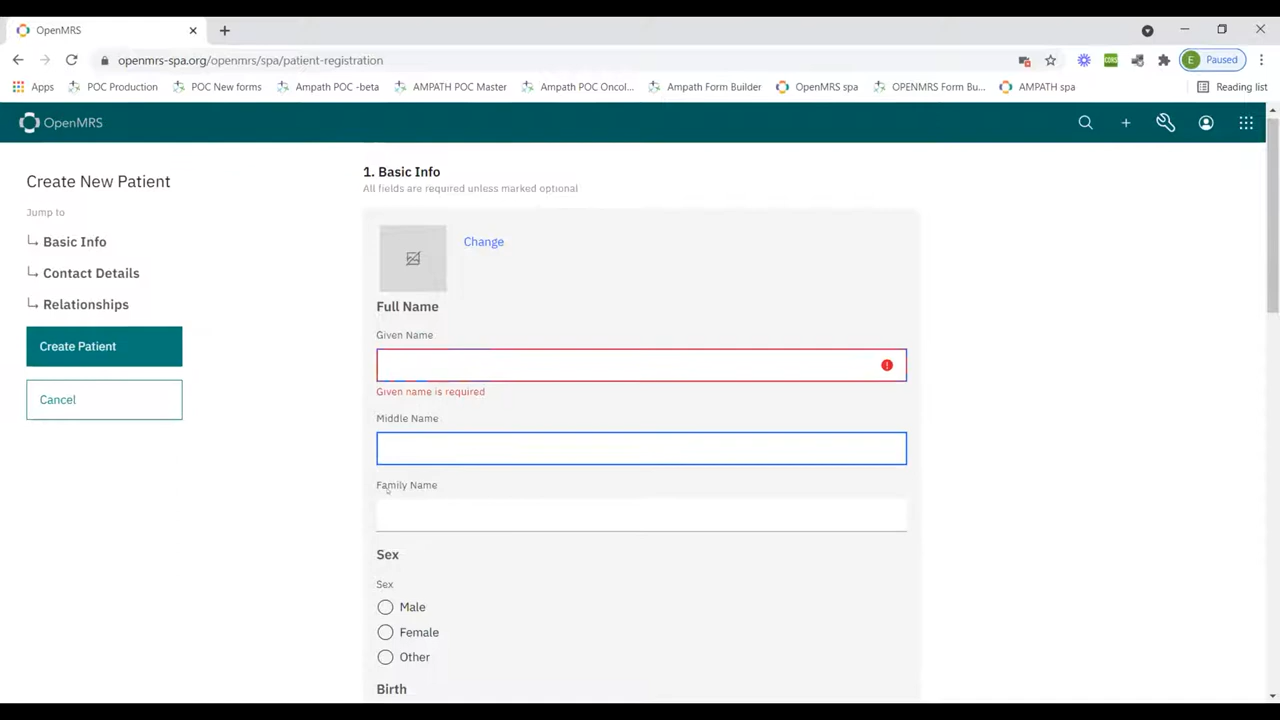 OpenMRS
openmrs-spa.org/openmrs/spa/patient-registration
E Paused
Apps POC Production POC New forms Ampath POC -beta AMPATH POC Master Ampath POC Oncol... Ampath Form Builder OpenMRS spa OPENMRS Form Bu... AMPATH spa Reading list
OpenMRS
Create New Patient
Jump to
Basic Info
Contact Details
Relationships
Create Patient
Cancel
1. Basic Info
All fields are required unless marked optional
Change
Full Name
Given Name
Given name is required
Middle Name
Family Name
Sex
Sex
Male
Female
Other
Birth